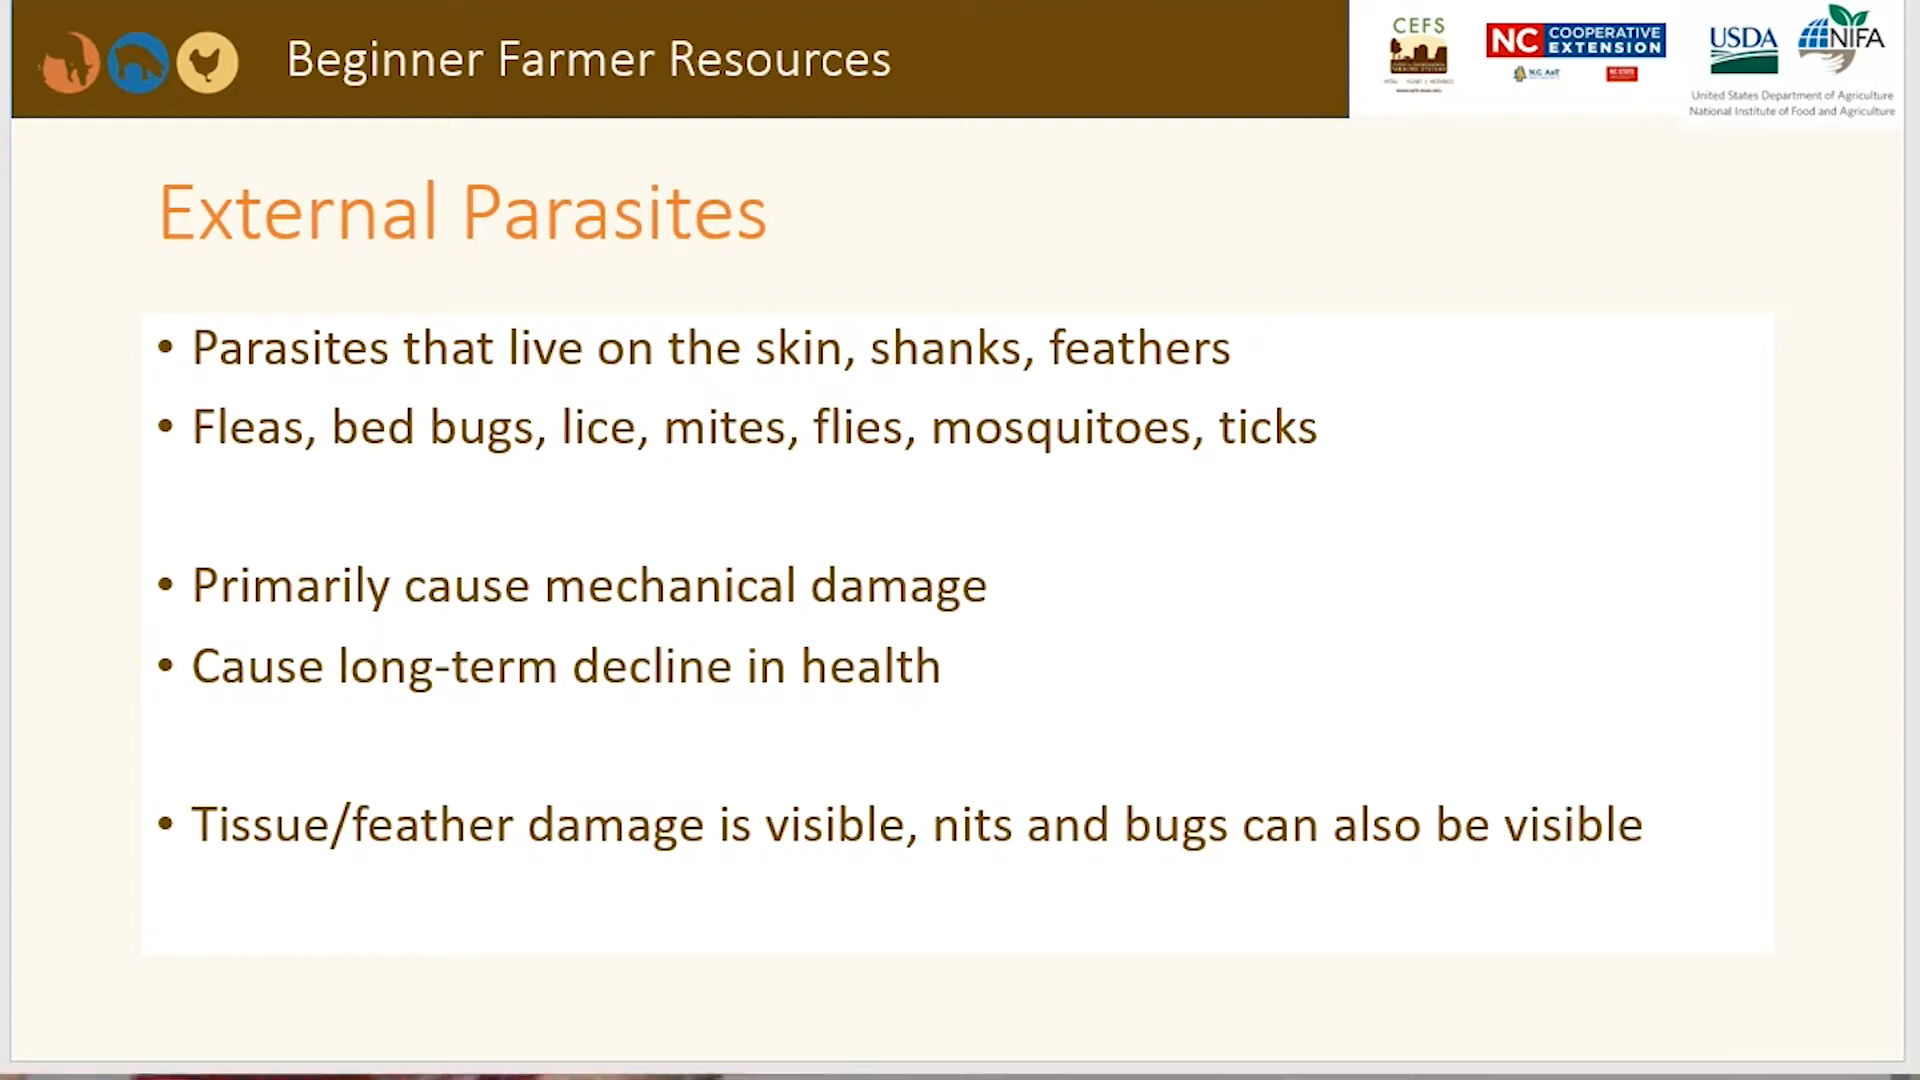 Beginner Farmer Resources
CEFS
NC COOPERATIVE EXTENSION
N.C. A&T
NC STATE
USDA
NIFA
United States Department of Agriculture
National Institute of Food and Agriculture
External Parasites
• Parasites that live on the skin, shanks, feathers
• Fleas, bed bugs, lice, mites, flies, mosquitoes, ticks
• Primarily cause mechanical damage
• Cause long-term decline in health
• Tissue/feather damage is visible, nits and bugs can also be visible